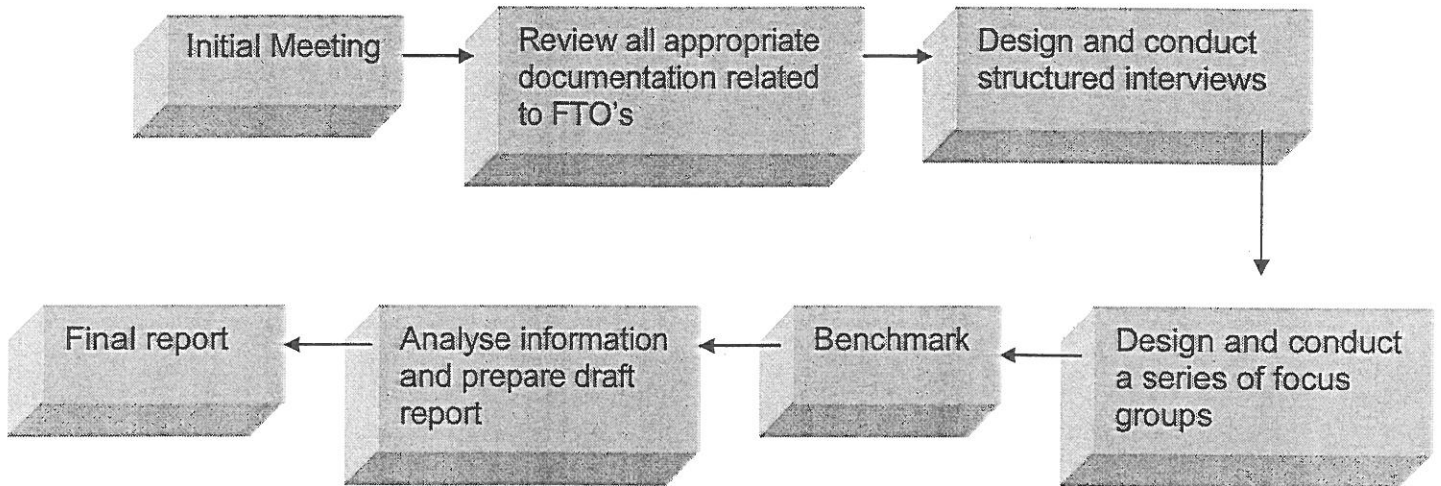 Initial Meeting
Review all appropriate
documentation related
to FTO's
Design and conduct
structured interviews
Design and conduct
a series of focus
groups
Benchmark
Analyse information
and prepare draft
report
Final report